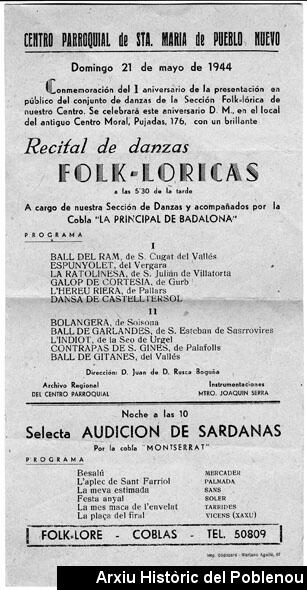 CENTRO PARROQUIAL de STA. MARIA de PUEBLO NUEVO
Domingo 21 de mayo de 1944
Conmemoración del I aniversario de la presentación en
público del conjunto de danzas de la Sección Folk-lórica de
nuestro Centro. Se celebrará este aniversario D. M., en el local
del antiguo Centro Moral, Pujadas, 176, con un brillante
Recital de danzas
FOLK-LORICAS
a las 5'30 de la tarde
A cargo de nuestra Sección de Danzas y acompañados por la
Cobla "LA PRINCIPAL DE BADALONA"
PROGRAMA
I
BALL DEL RAM, de S. Cugat del Vallés
ESPUNYOLET, del Vergara
LA RATOLINESA, de S. Julián de Villatorta
GALOP DE CORTESIA, de Gurb
L'HEREU RIERA, de Pallars
DANSA DE CASTELLTERSOL
II
BOLANGERA, de Solsona
BALL DE GARLANDES, de S. Esteban de Sasrrovires
L'INDIOT, de la Seo de Urgel
CONTRAPAS DE S. GINES, de Palafolls
BALL DE GITANES, del Vallés
Dirección: D. Juan de D. Rusca Boguña
Archivo Regional
DEL CENTRO PARROQUIAL
Instrumentaciones
MTRO. JOAQUIN SERRA
Noche a las 10
Selecta AUDICION DE SARDANAS
Por la cobla "MONTSERRAT"
PROGRAMA
Besalú MERCADER
L'aplec de Sant Farriol PALMADA
La meva estimada SANS
Festa anyal SOLER
La mes maca de l'envelat TARRIDES
La plaça del firal VICENS (XAXU)
FOLK-LORE - COBLAS - TEL. 50809
Imp. - Mariano Aguiló,
Arxiu Històric del Poblenou